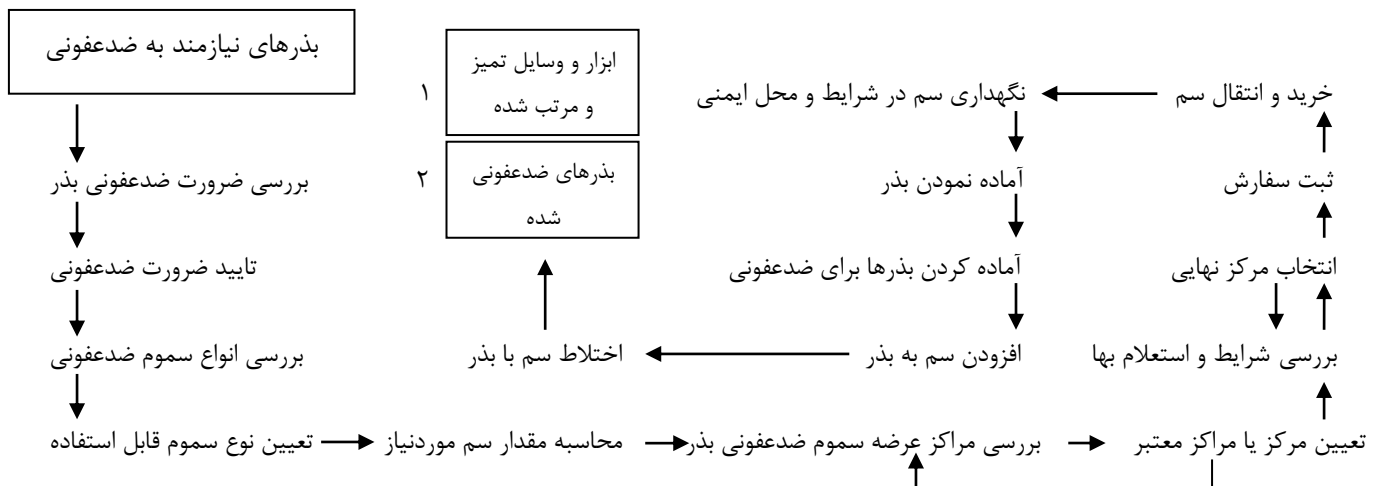 بذرهای نیازمند به ضدعفونی
بررسی ضرورت ضدعفونی بذر
تایید ضرورت ضدعفونی
بررسی انواع سموم ضدعفونی
تعیین نوع سموم قابل استفاده
محاسبه مقدار سم موردنیاز
بررسی مراکز عرضه سموم ضدعفونی بذر
تعیین مرکز یا مراکز معتبر
بررسی شرایط و استعلام بها
انتخاب مرکز نهایی
ثبت سفارش
خرید و انتقال سم
نگهداری سم در شرایط و محل ایمنی
آماده نمودن بذر
آماده کردن بذرها برای ضدعفونی
افزودن سم به بذر
اختلاط سم با بذر
۱
ابزار و وسایل تمیز
و مرتب شده
۲
بذرهای ضدعفونی
شده